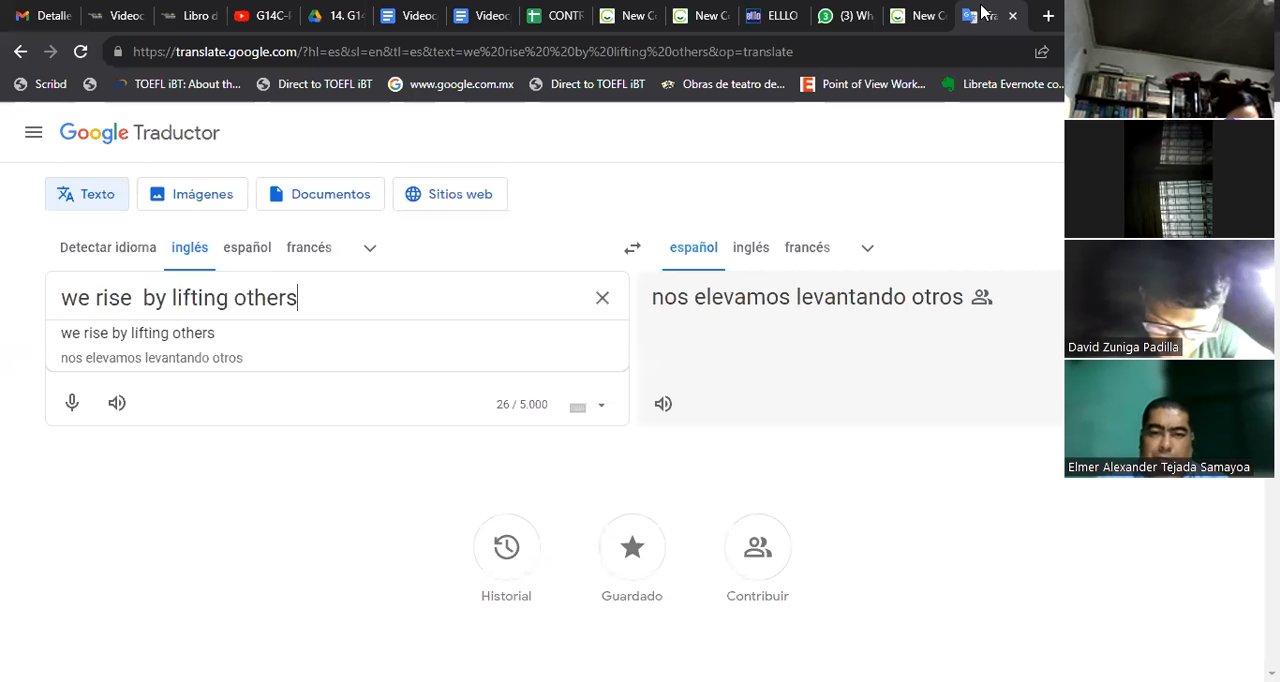 Detalle
Videoc
Libro d
G14C-I
14. G1
Videoc
Videoc
CONTI
New C
New C
ELLLO
(3) Wh
New C
https://translate.google.com/?hl=es&sl=en&tl=es&text=we%20rise%20%20by%20lifting%20others&op=translate
Scribd
TOEFL iBT: About th...
Direct to TOEFL iBT
www.google.com.mx
Direct to TOEFL iBT
Obras de teatro de...
Point of View Work...
Libreta Evernote co...
Google Traductor
Texto
Imágenes
Documentos
Sitios web
Detectar idioma
inglés
español
francés
español
inglés
francés
we rise  by lifting others
nos elevamos levantando otros
we rise by lifting others
nos elevamos levantando otros
26 / 5.000
Historial
Guardado
Contribuir
David Zuniga Padilla
Elmer Alexander Tejada Samayoa